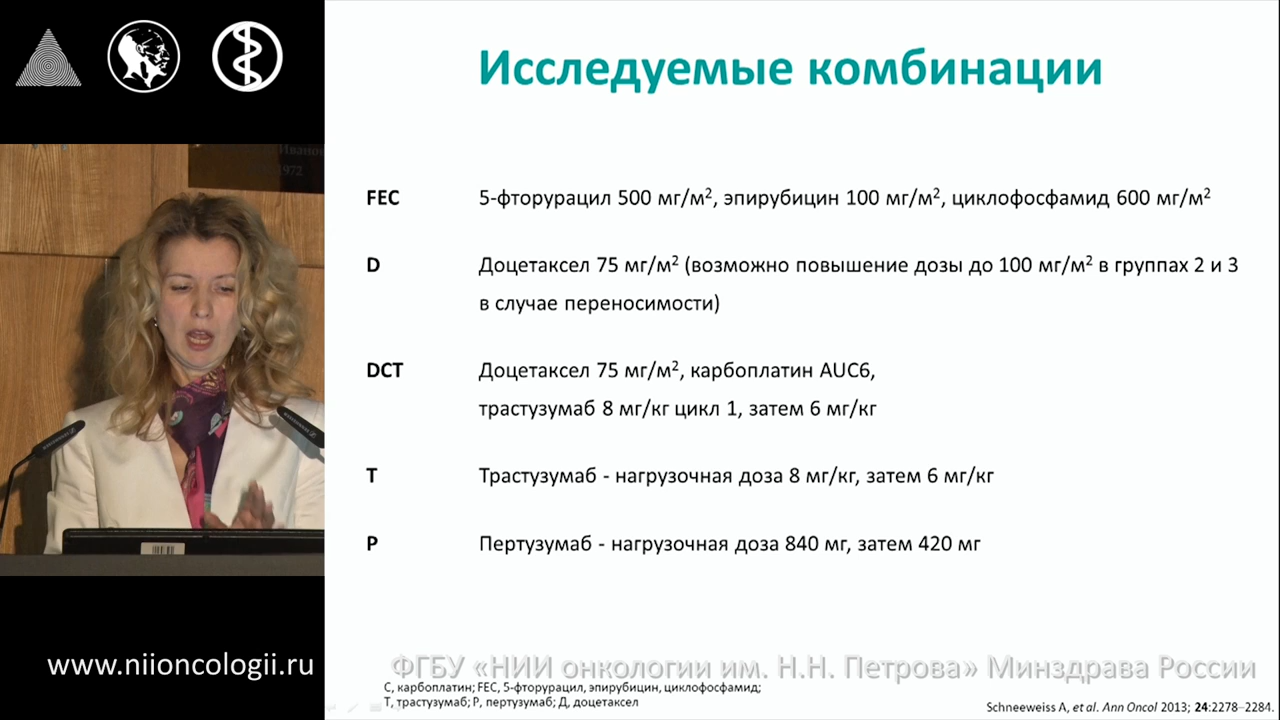 Исследуемые комбинации
FEC 5-фторурацил 500 мг/м², эпирубицин 100 мг/м², циклофосфамид 600 мг/м²
D Доцетаксел 75 мг/м² (возможно повышение дозы до 100 мг/м² в группах 2 и 3
в случае переносимости)
DCT Доцетаксел 75 мг/м², карбоплатин AUC6,
трастузумаб 8 мг/кг цикл 1, затем 6 мг/кг
T Трастузумаб - нагрузочная доза 8 мг/кг, затем 6 мг/кг
P Пертузумаб - нагрузочная доза 840 мг, затем 420 мг
www.niioncologii.ru
ФГБУ «НИИ онкологии им. Н.Н. Петрова» Минздрава России
С, карбоплатин; FEC, 5-фторурацил, эпирубицин, циклофосфамид;
Т, трастузумаб; Р, пертузумаб; Д, доцетаксел
Schneeweiss A, et al. Ann Oncol 2013; 24:2278–2284.